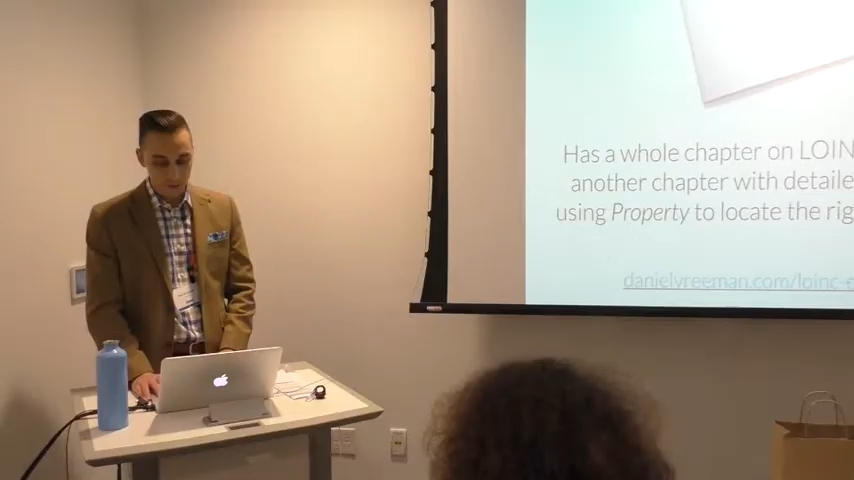 Has a whole chapter on LOIN
another chapter with detaile
using Property to locate the rig
danielvreeman.com/loinc-e